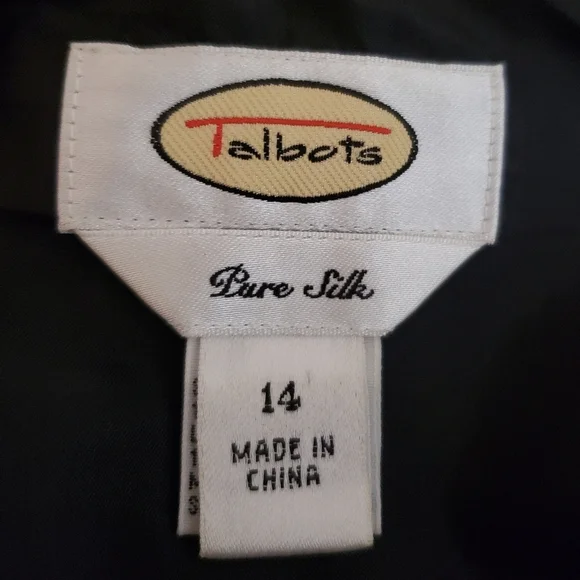 Talbots
Pure Silk
14
MADE IN
CHINA